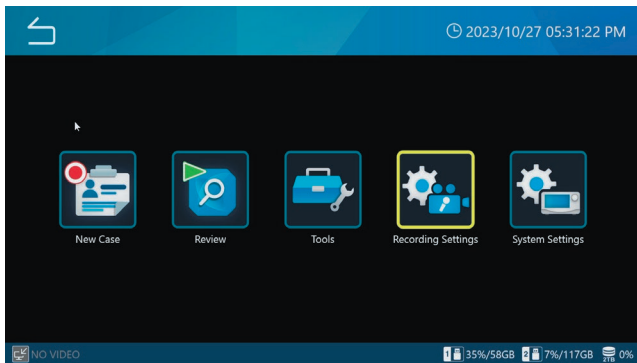 2023/10/27 05:31:22 PM
New Case
Review
Tools
Recording Settings
System Settings
NO VIDEO
1 35%/58GB 2 7%/117GB 2TB 0%